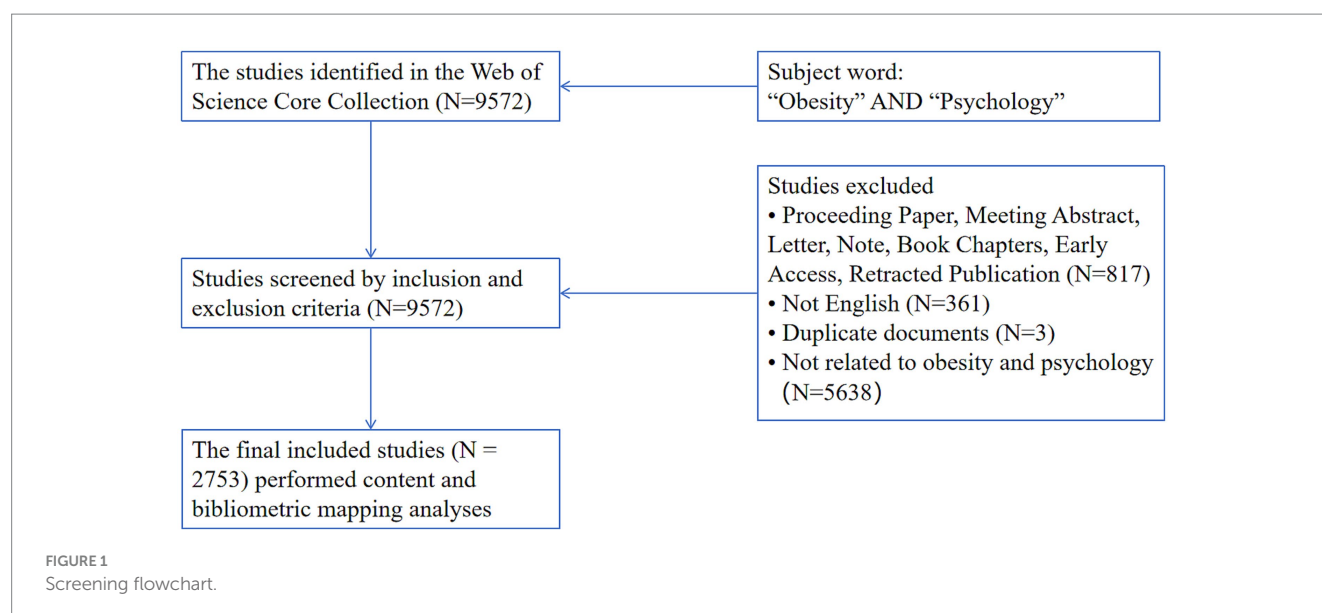 The studies identified in the Web of
Science Core Collection (N=9572)
Subject word:
“Obesity” AND “Psychology”
Studies excluded
• Proceeding Paper, Meeting Abstract,
Letter, Note, Book Chapters, Early
Access, Retracted Publication (N=817)
• Not English (N=361)
• Duplicate documents (N=3)
• Not related to obesity and psychology
(N=5638)
Studies screened by inclusion and
exclusion criteria (N=9572)
The final included studies (N =
2753) performed content and
bibliometric mapping analyses
FIGURE 1
Screening flowchart.